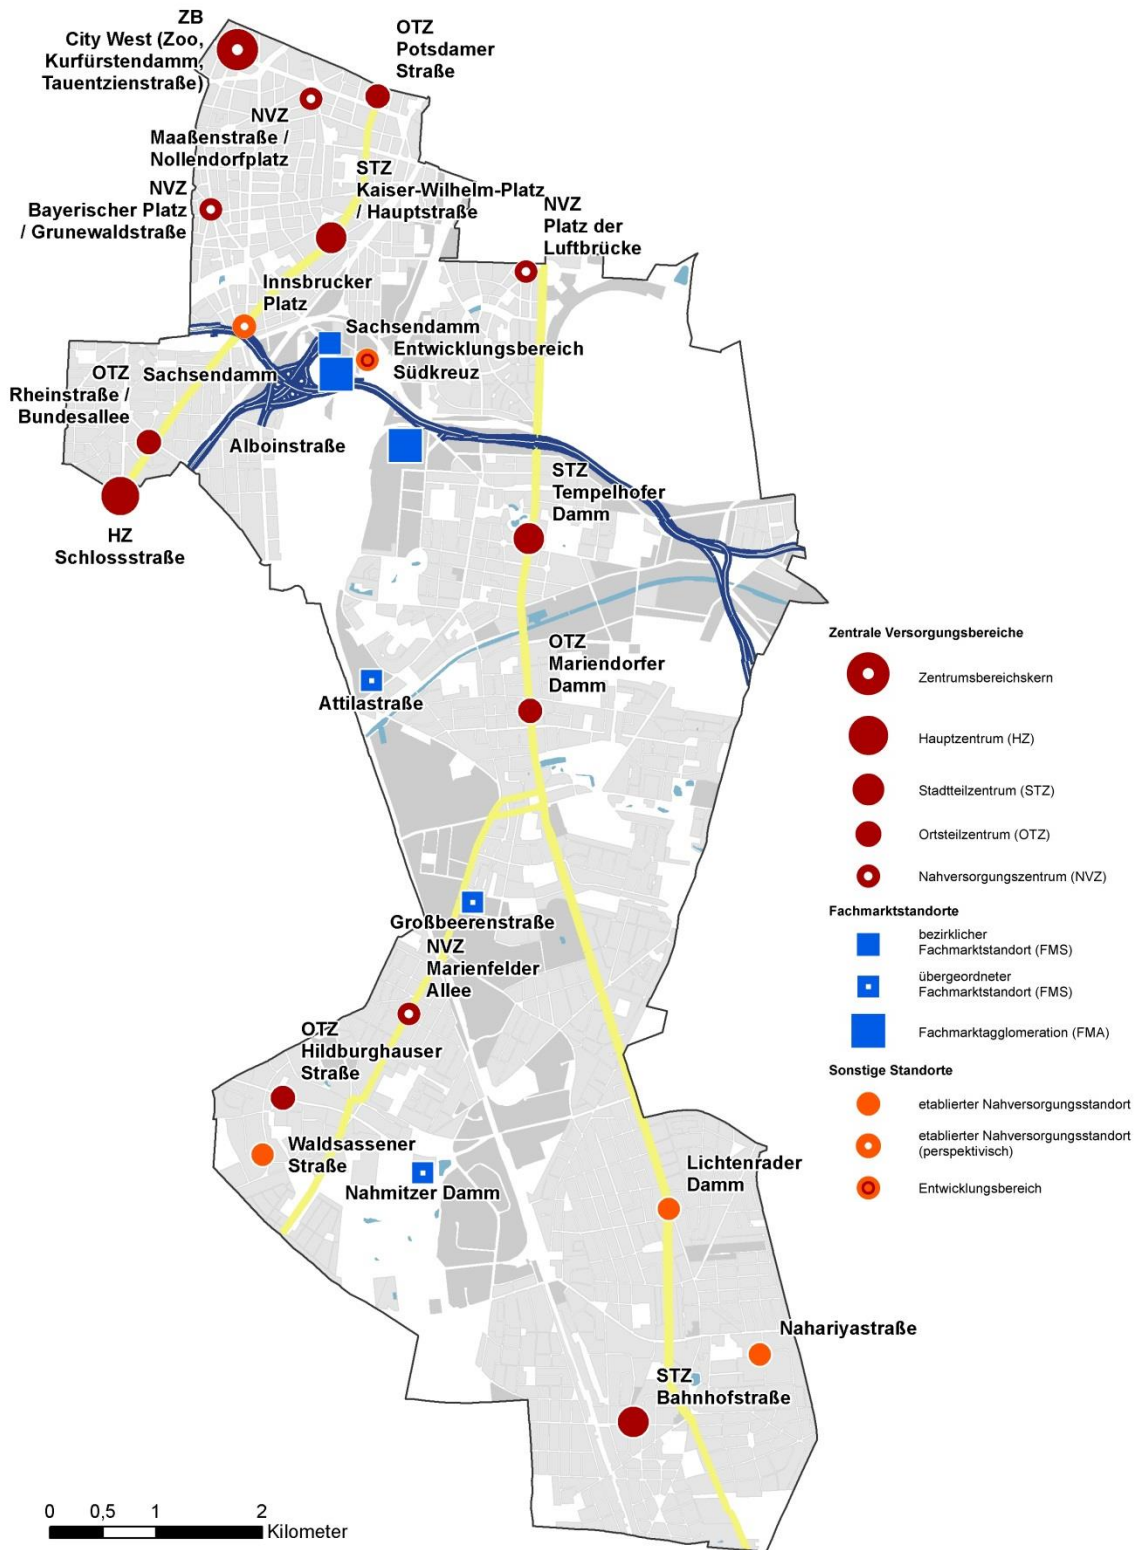 ZB
City West (Zoo,
Kurfürstendamm,
Tauentzienstraße)
OTZ
Potsdamer
Straße
NVZ
Maaßenstraße /
Nollendorfplatz
STZ
Kaiser-Wilhelm-Platz
/ Hauptstraße
NVZ
Bayerischer Platz
/ Grunewaldstraße
NVZ
Platz der
Luftbrücke
Innsbrucker
Platz
Sachsendamm
Entwicklungsbereich
Südkreuz
OTZ
Rheinstraße /
Bundesallee
Sachsendamm
Alboinstraße
HZ
Schlossstraße
STZ
Tempelhofer
Damm
OTZ
Mariendorfer
Damm
Attilastraße
Großbeerenstraße
NVZ
Marienfelder
Allee
OTZ
Hildburghauser
Straße
Waldsassener
Straße
Nahmitzer Damm
Lichtenrader
Damm
Nahariyastraße
STZ
Bahnhofstraße
Zentrale Versorgungsbereiche
Zentrumsbereichskern
Hauptzentrum (HZ)
Stadtteilzentrum (STZ)
Ortsteilzentrum (OTZ)
Nahversorgungszentrum (NVZ)
Fachmarktstandorte
bezirklicher
Fachmarktstandort (FMS)
übergeordneter
Fachmarktstandort (FMS)
Fachmarktagglomeration (FMA)
Sonstige Standorte
etablierter Nahversorgungsstandort
etablierter Nahversorgungsstandort
(perspektivisch)
Entwicklungsbereich
0 0,5 1 2
Kilometer